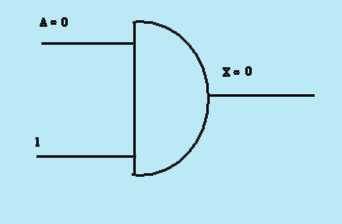 A = 0
X = 0
1